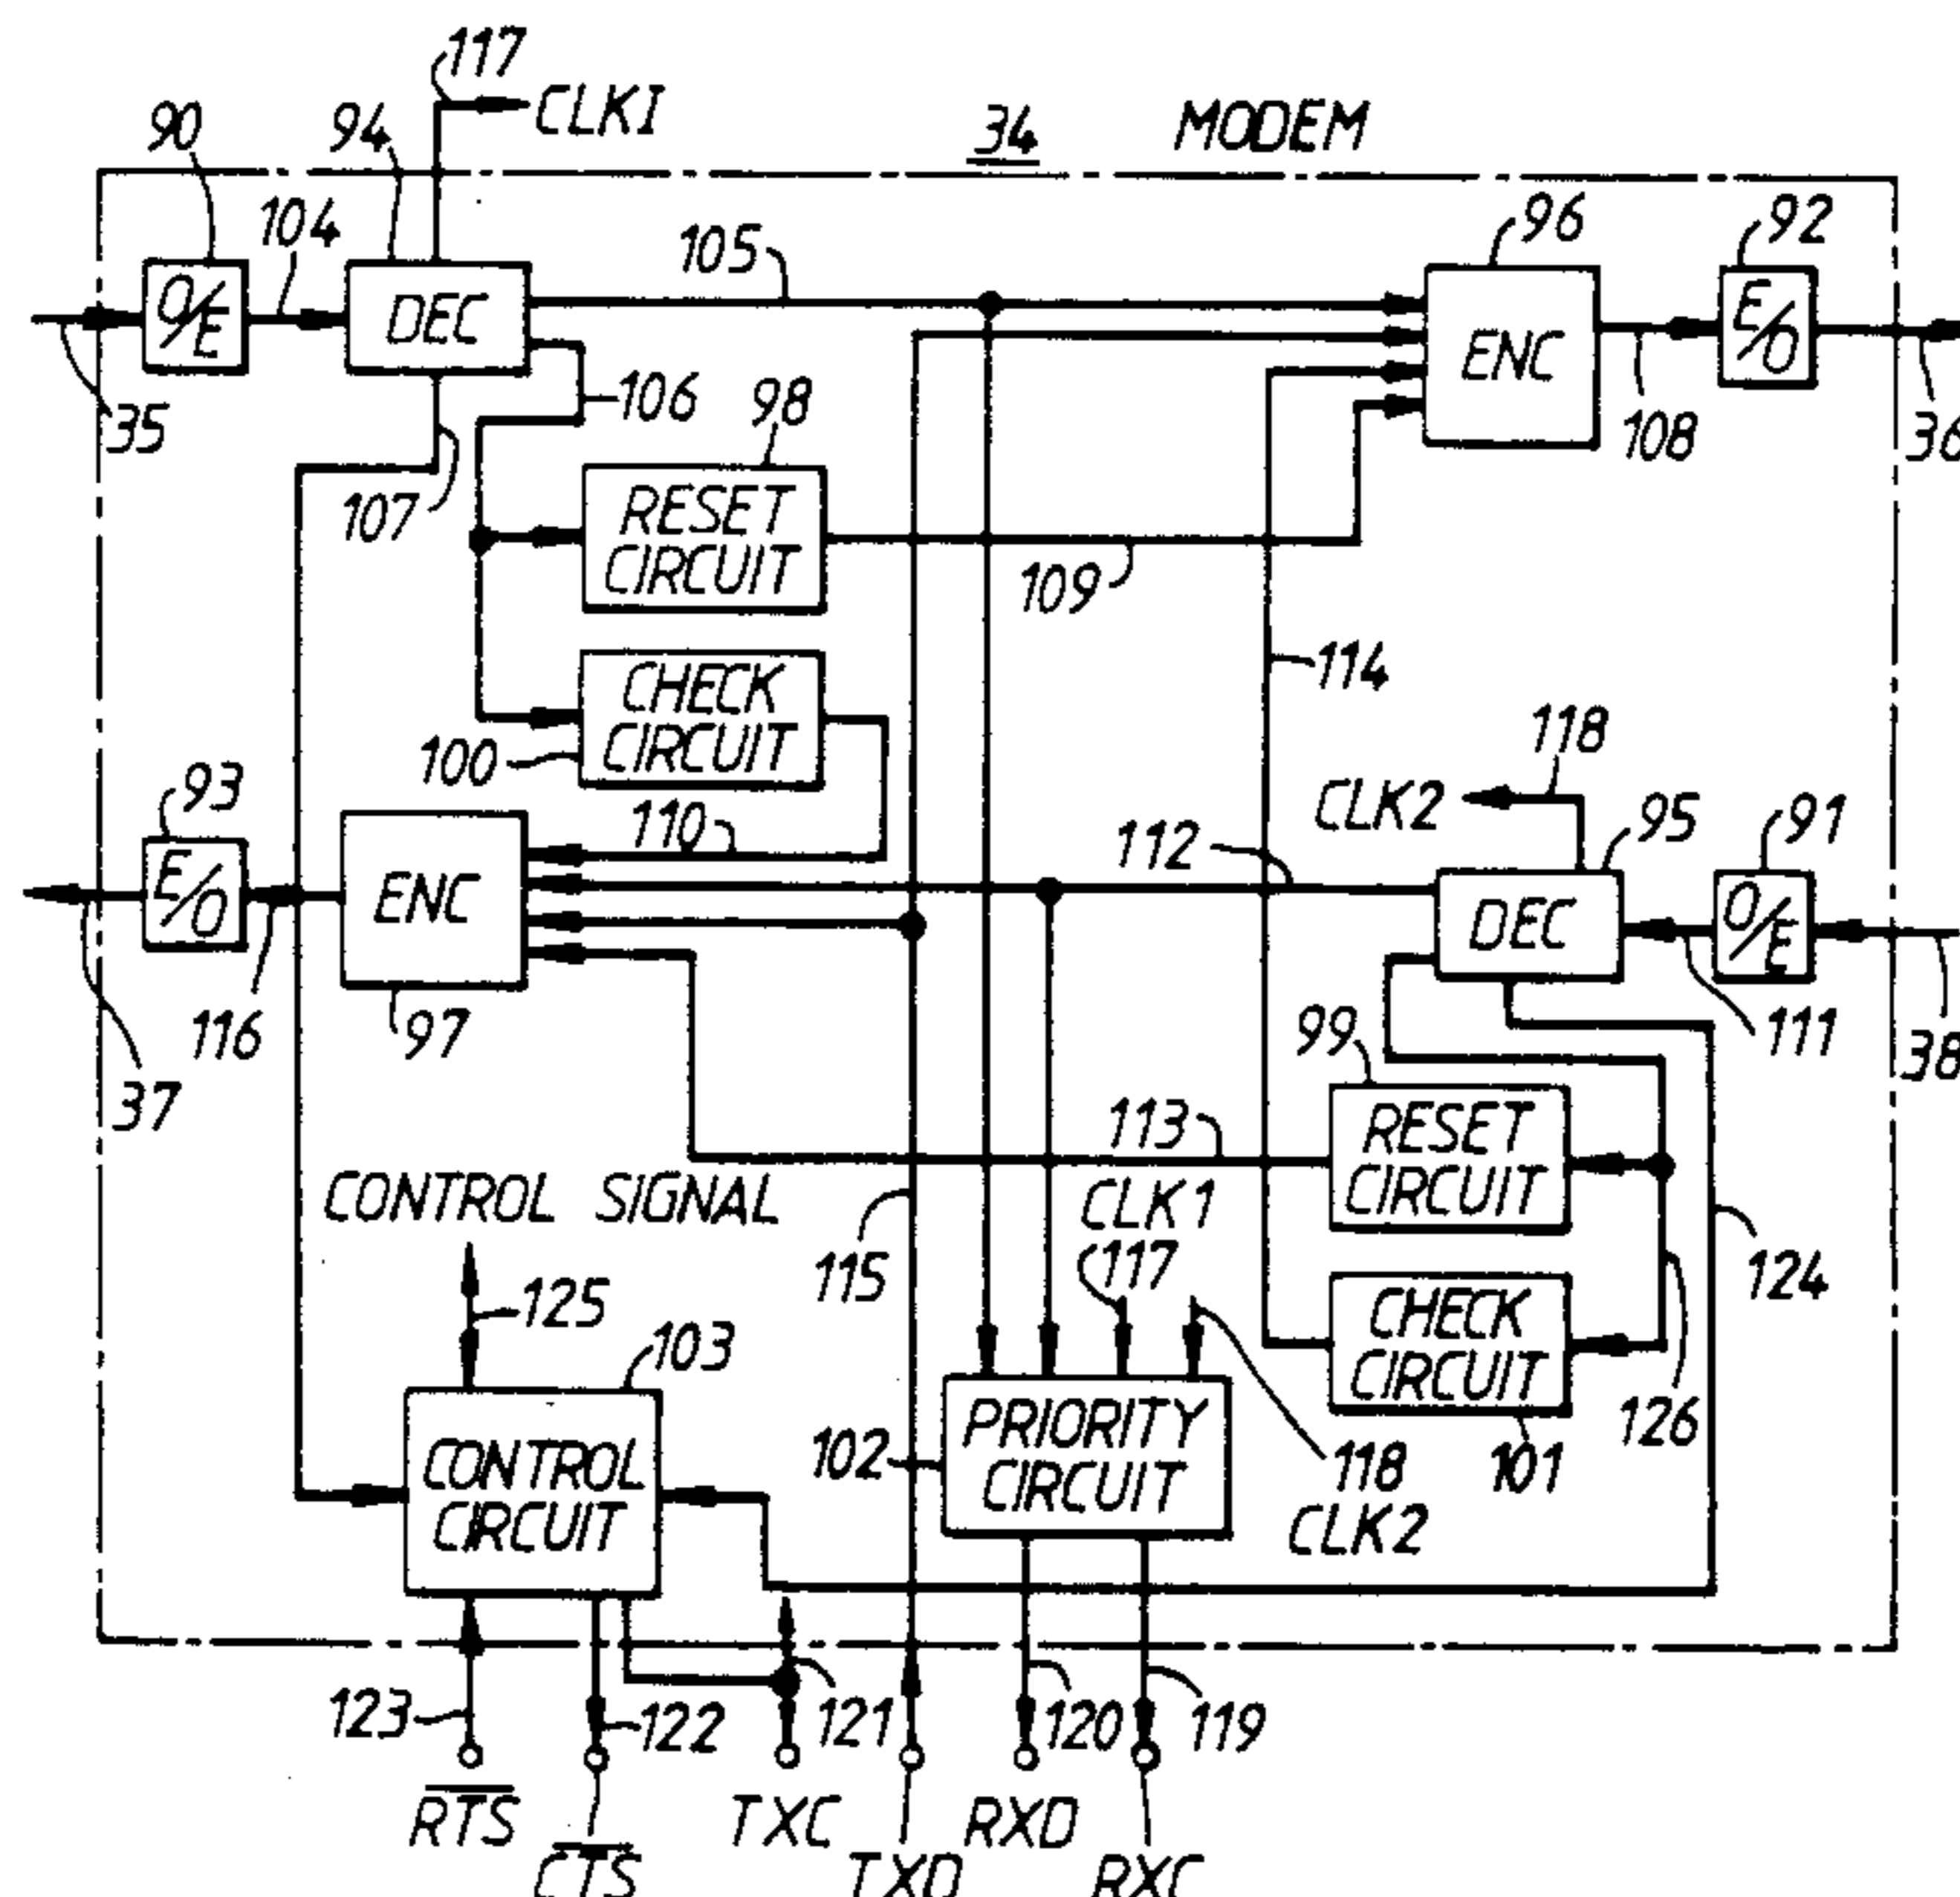 117
CLK1
34
MODEM
90
94
104
105
96
92
O/E
DEC
ENC
E/O
35
106
98
108
36
107
RESET
CIRCUIT
109
CHECK
CIRCUIT
100
114
118
CLK2
93
110
112
95
91
E/O
ENC
DEC
O/E
37
116
97
99
111
38
113
RESET
CIRCUIT
CONTROL SIGNAL
CLK1
117
115
124
125
103
CHECK
CIRCUIT
CONTROL
CIRCUIT
102
PRIORITY
CIRCUIT
118
CLK2
101
126
123
122
121
120
119
RTS
CTS
TXC
TXD
RXD
RXC